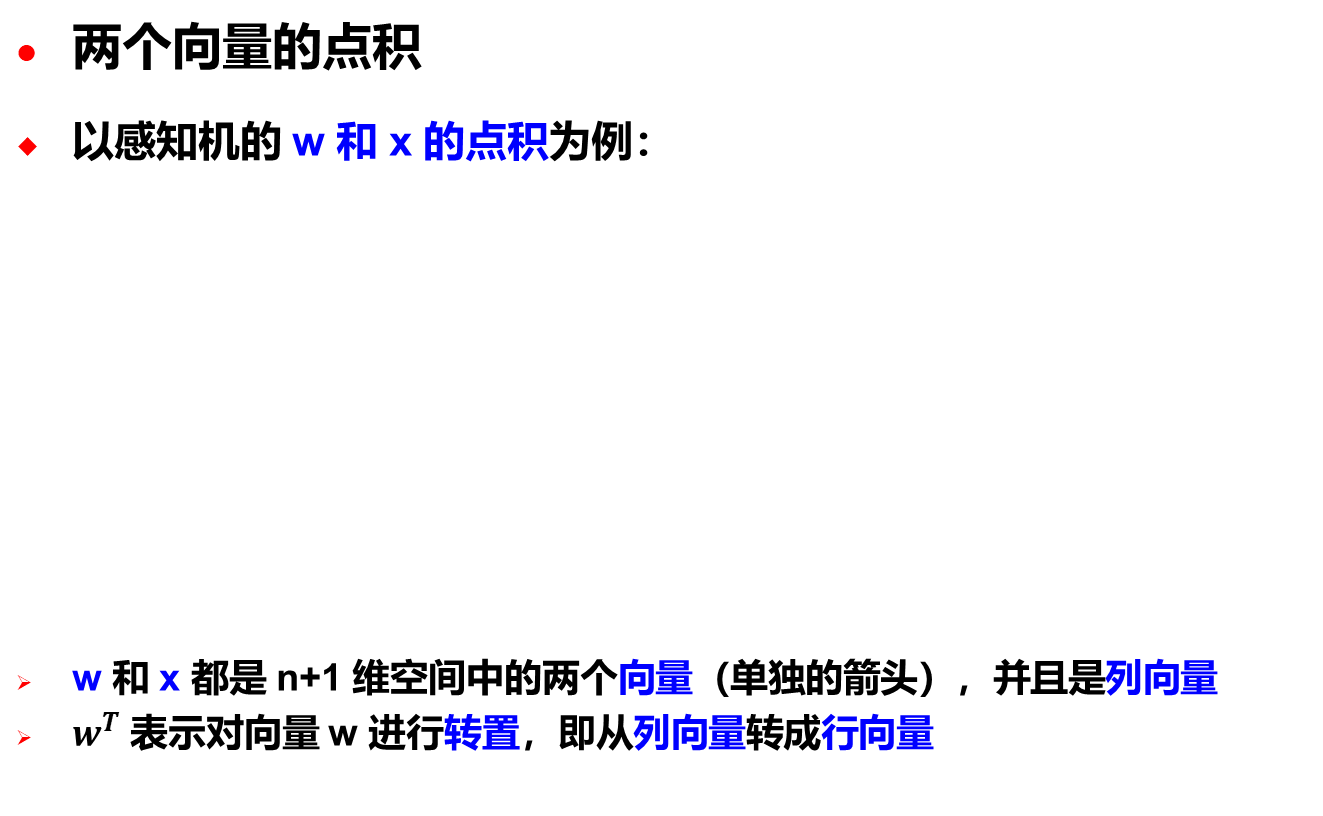 两个向量的点积
以感知机的 w 和 x 的点积为例：
w 和 x 都是 n+1 维空间中的两个向量（单独的箭头），并且是列向量
wᵀ 表示对向量 w 进行转置，即从列向量转成行向量